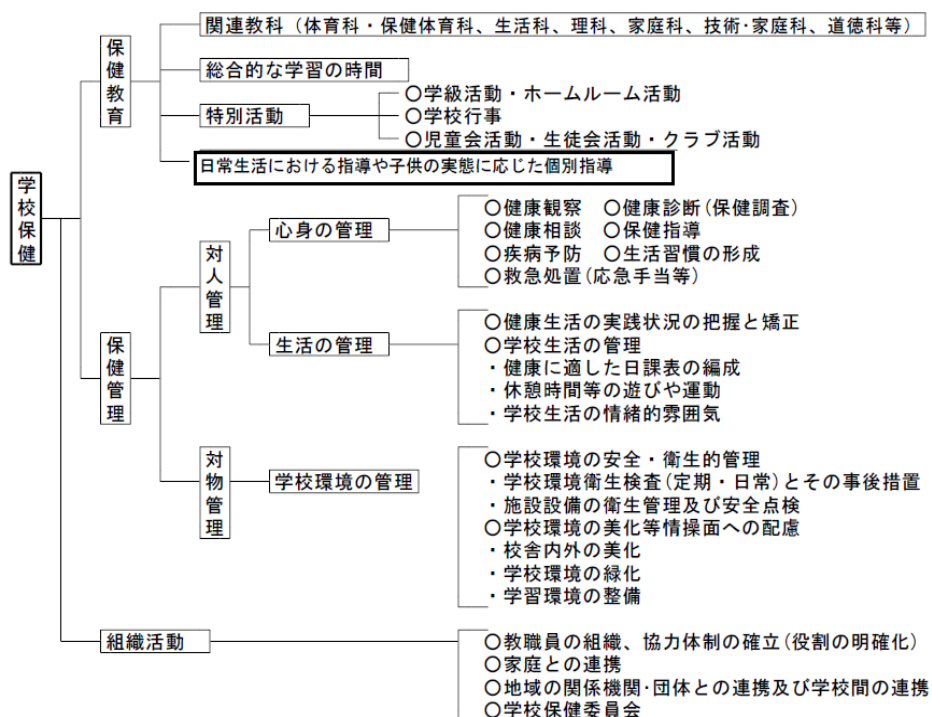 学校保健
保健教育
関連教科（体育科・保健体育科、生活科、理科、家庭科、技術･家庭科、道徳科等）
総合的な学習の時間
特別活動
〇学級活動・ホームルーム活動
〇学校行事
〇児童会活動・生徒会活動・クラブ活動
日常生活における指導や子供の実態に応じた個別指導
保健管理
対人管理
心身の管理
〇健康観察　〇健康診断(保健調査)
〇健康相談　〇保健指導
〇疾病予防　〇生活習慣の形成
〇救急処置(応急手当等)
生活の管理
〇健康生活の実践状況の把握と矯正
〇学校生活の管理
・健康に適した日課表の編成
・休憩時間等の遊びや運動
・学校生活の情緒的雰囲気
対物管理
学校環境の管理
〇学校環境の安全・衛生的管理
・学校環境衛生検査(定期・日常)とその事後措置
・施設設備の衛生管理及び安全点検
〇学校環境の美化等情操面への配慮
・校舎内外の美化
・学校環境の緑化
・学習環境の整備
組織活動
〇教職員の組織、協力体制の確立(役割の明確化)
〇家庭との連携
〇地域の関係機関･団体との連携及び学校間の連携
〇学校保健委員会